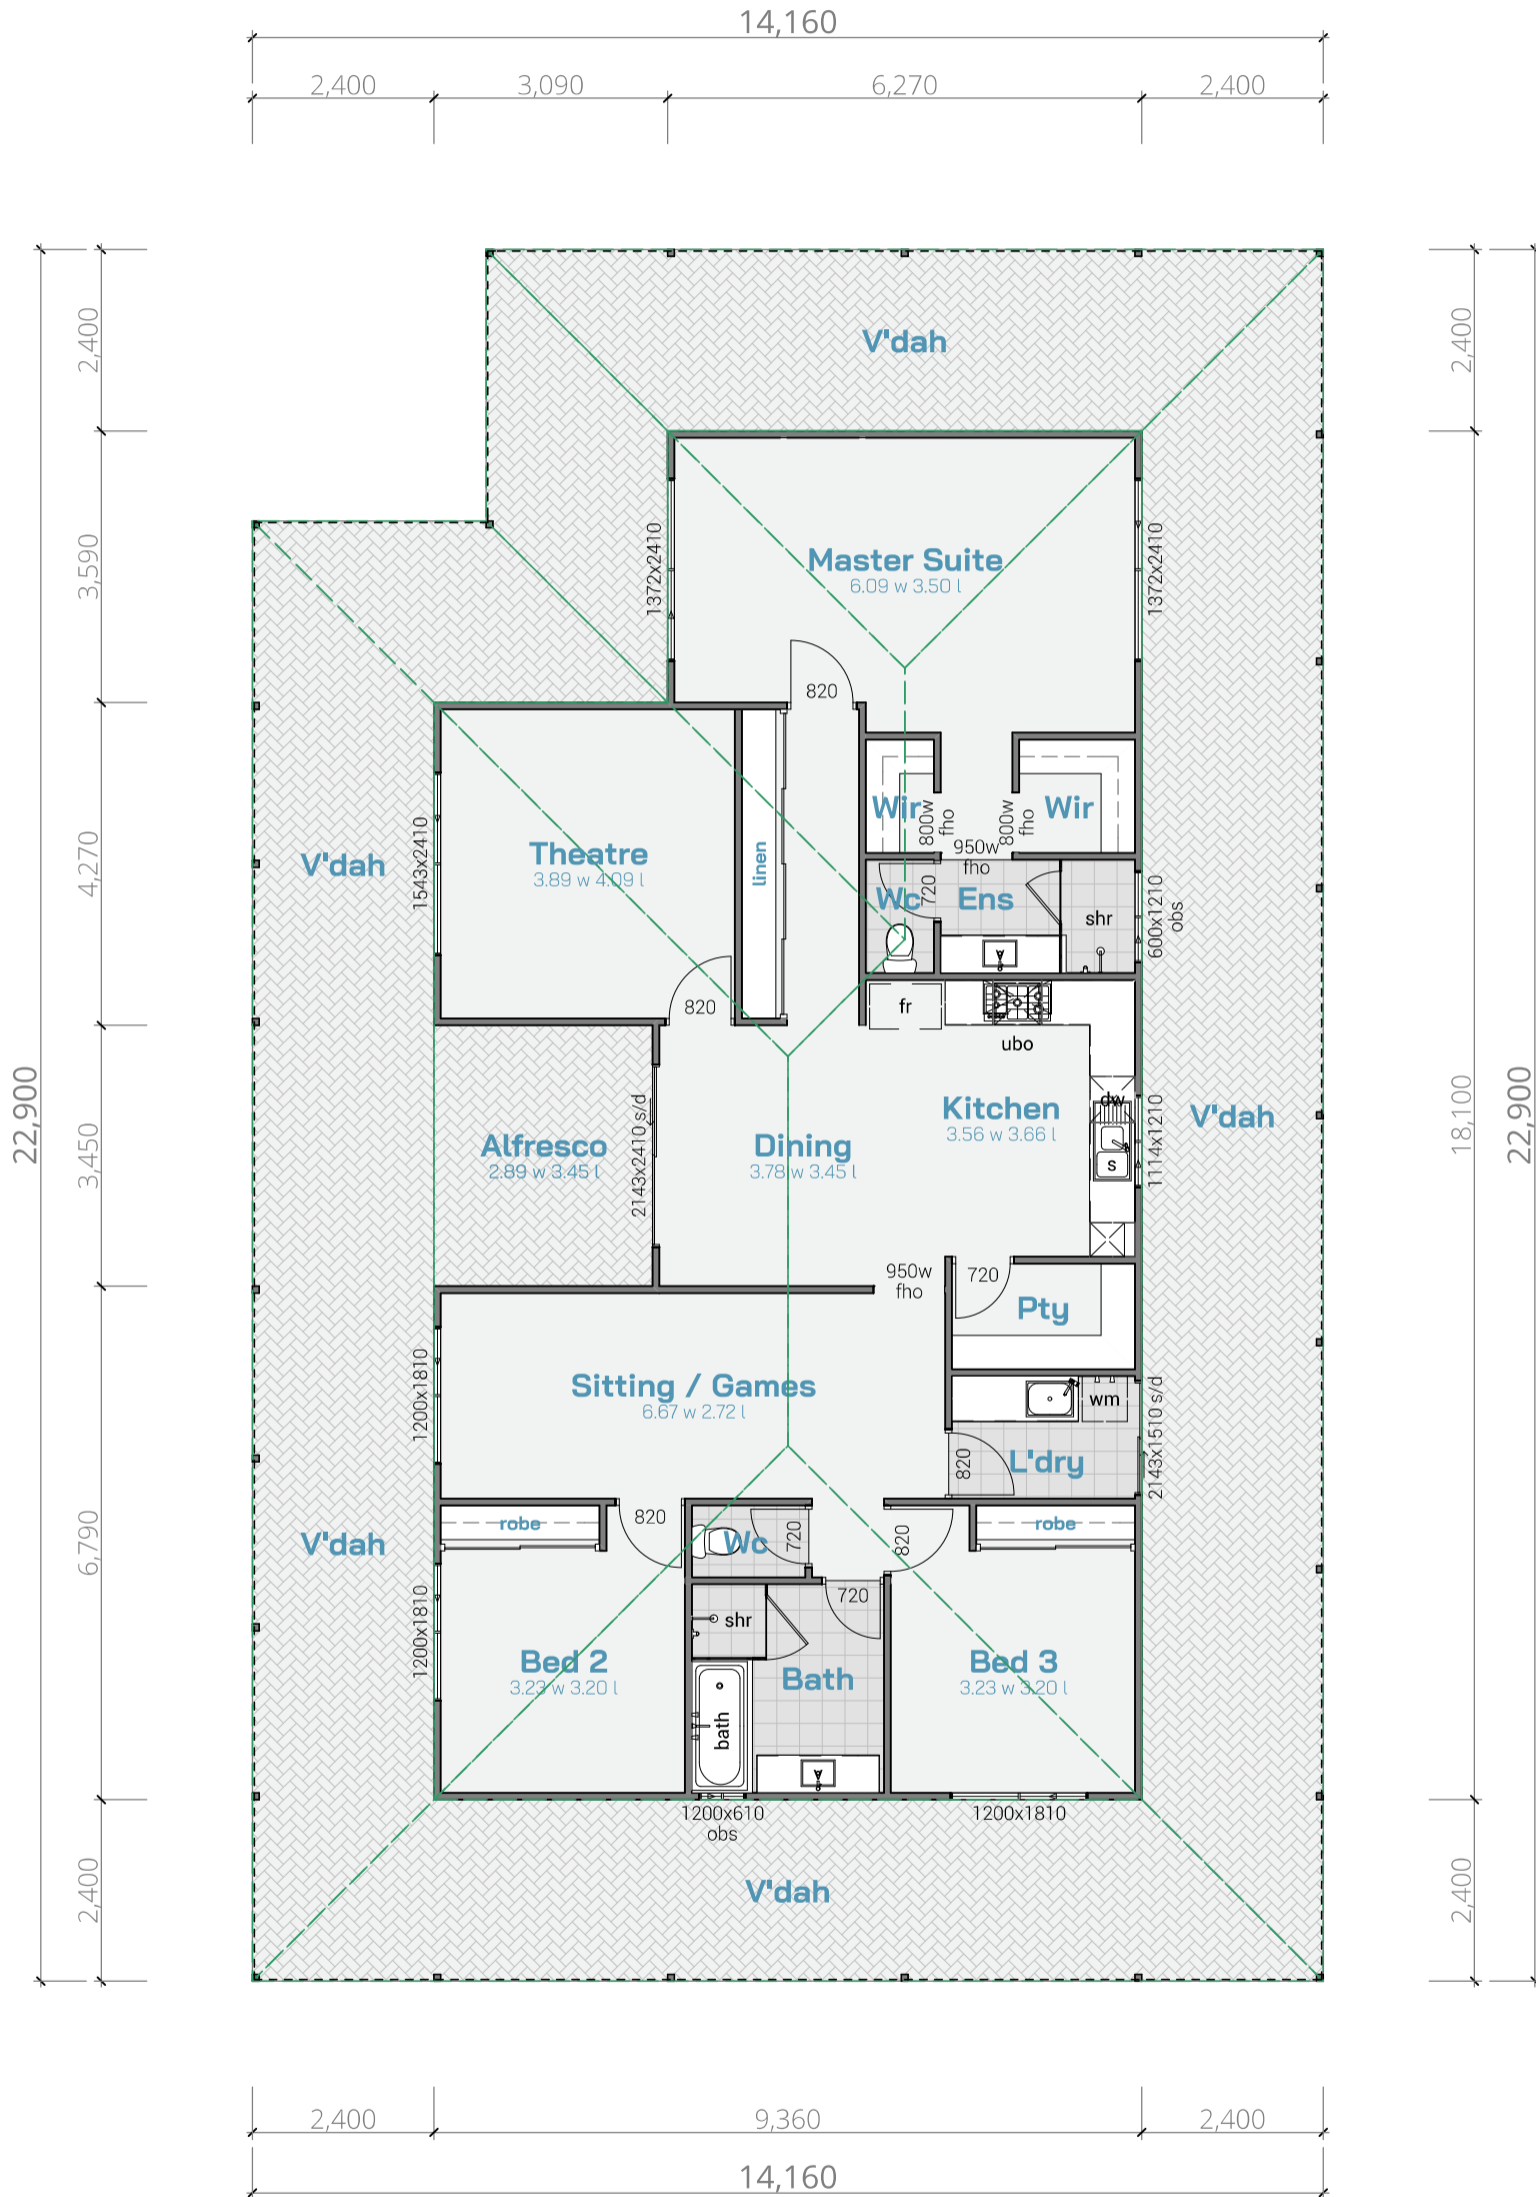 14,160
2,400 3,090 6,270 2,400
22,900
2,400
3,590
4,270
3,450
6,790
2,400
2,400
18,100
2,400
22,900
V'dah
1372x2410
Master Suite
6.09 w 3.50 l
1372x2410
820
V'dah
1543x2410
Theatre
3.89 w 4.09 l
820
linen
Wir
800w
fho
800w
fho
Wir
950w
fho
Wc
720
Ens
shr
600x1210
obs
fr
ubo
Alfresco
2.89 w 3.45 l
2143x2410 s/d
Dining
3.78 w 3.45 l
Kitchen
3.56 w 3.66 l
dw
s
1114x1210
V'dah
950w
fho
720
Pty
1200x1810
Sitting / Games
6.67 w 2.72 l
wm
820
L'dry
2143x1510 s/d
V'dah
robe
820
Wc
720
820
robe
720
1200x1810
Bed 2
3.23 w 3.20 l
shr
bath
Bath
Bed 3
3.23 w 3.20 l
1200x610
obs
1200x1810
V'dah
2,400 9,360 2,400
14,160